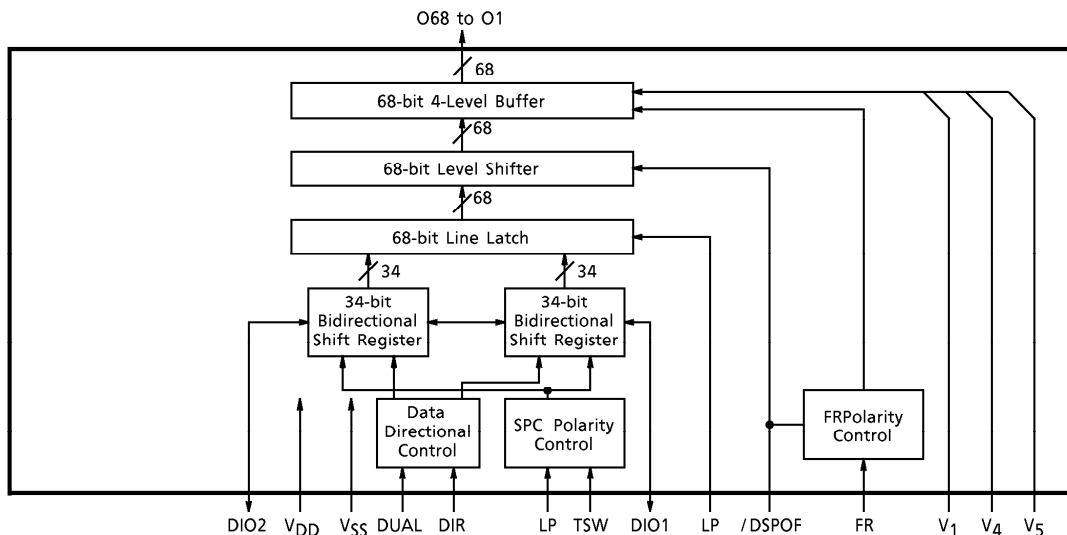 O68 to O1
68
68-bit 4-Level Buffer
68
68-bit Level Shifter
68
68-bit Line Latch
34
34
34-bit
Bidirectional
Shift Register
34-bit
Bidirectional
Shift Register
Data
Directional
Control
SPC Polarity
Control
FRPolarity
Control
DIO2 VDD VSS DUAL DIR LP TSW DIO1 LP /DSPOF FR V1 V4 V5